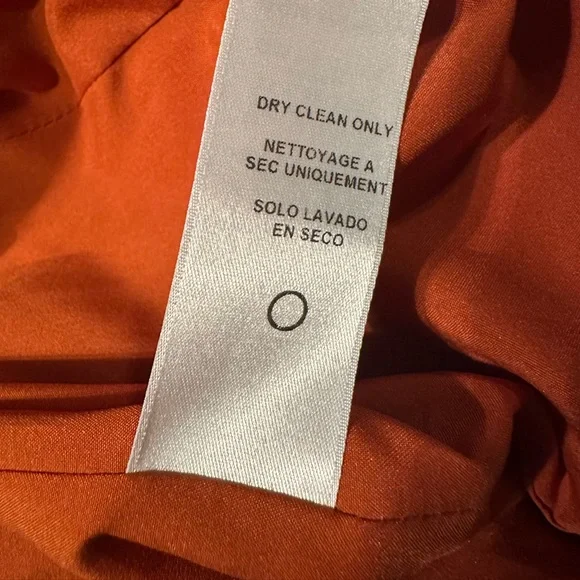 DRY CLEAN ONLY
NETTOYAGE A
SEC UNIQUEMENT
SOLO LAVADO
EN SECO